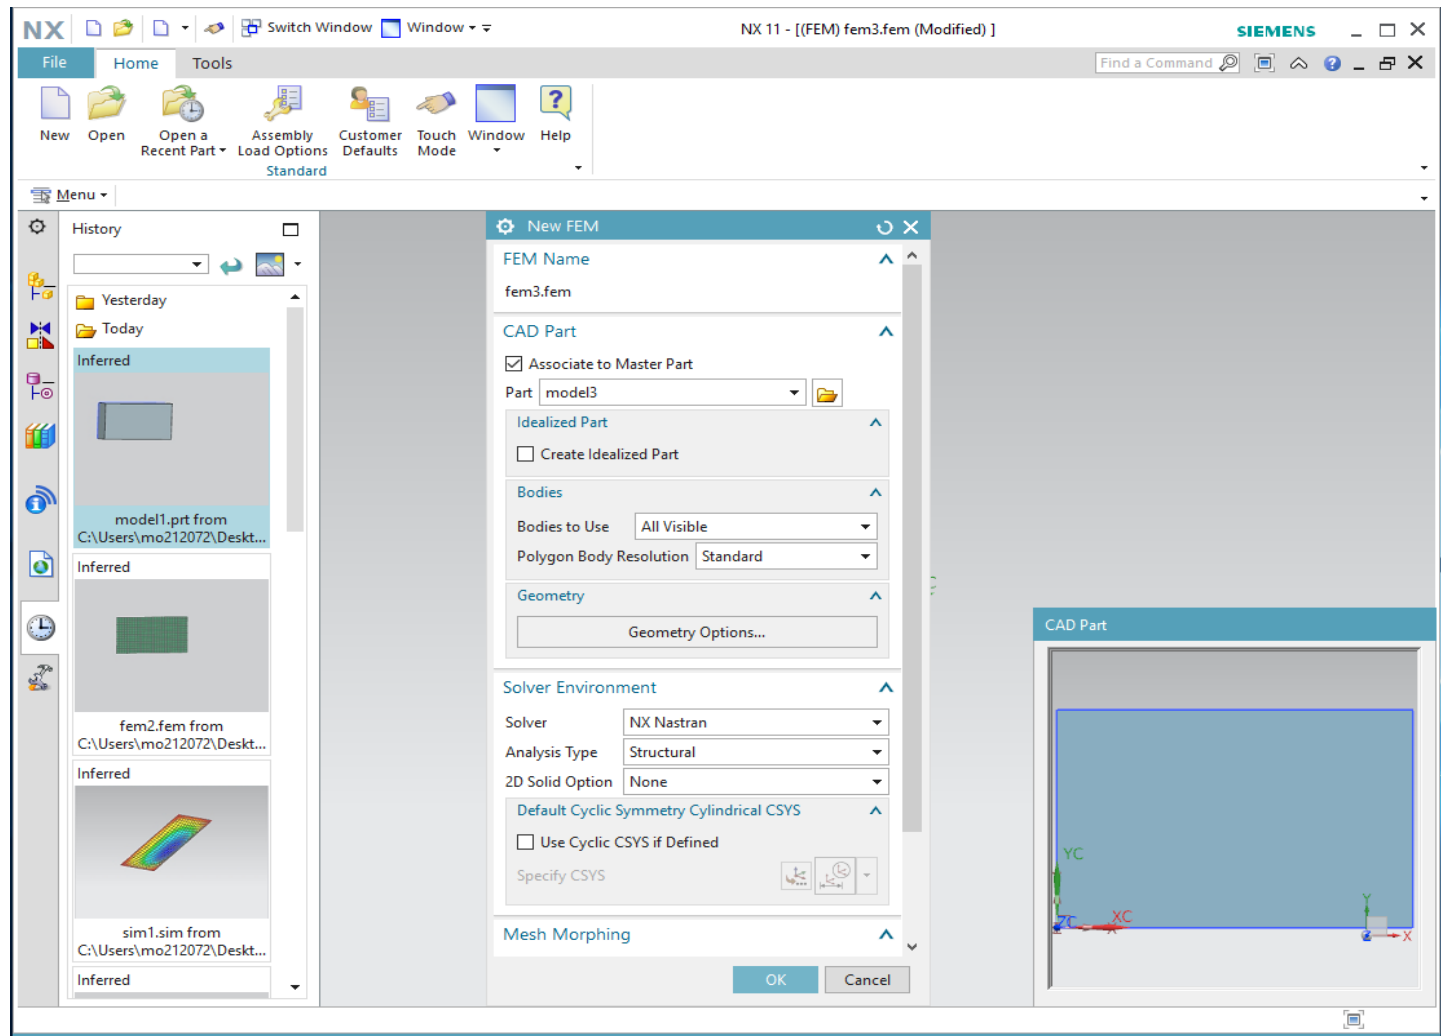 NX
Switch Window
Window
NX 11 - [(FEM) fem3.fem (Modified) ]
SIEMENS
File
Home
Tools
Find a Command
New
Open
Open a
Recent Part
Assembly
Load Options
Customer
Defaults
Touch
Mode
Window
Help
Standard
Menu
History
Yesterday
Today
Inferred
model1.prt from
C:\Users\mo212072\Deskt...
Inferred
fem2.fem from
C:\Users\mo212072\Deskt...
Inferred
sim1.sim from
C:\Users\mo212072\Deskt...
Inferred
New FEM
FEM Name
fem3.fem
CAD Part
Associate to Master Part
Part model3
Idealized Part
Create Idealized Part
Bodies
Bodies to Use All Visible
Polygon Body Resolution Standard
Geometry
Geometry Options...
Solver Environment
Solver NX Nastran
Analysis Type Structural
2D Solid Option None
Default Cyclic Symmetry Cylindrical CSYS
Use Cyclic CSYS if Defined
Specify CSYS
Mesh Morphing
OK
Cancel
CAD Part
YC
ZC
XC
Y
X